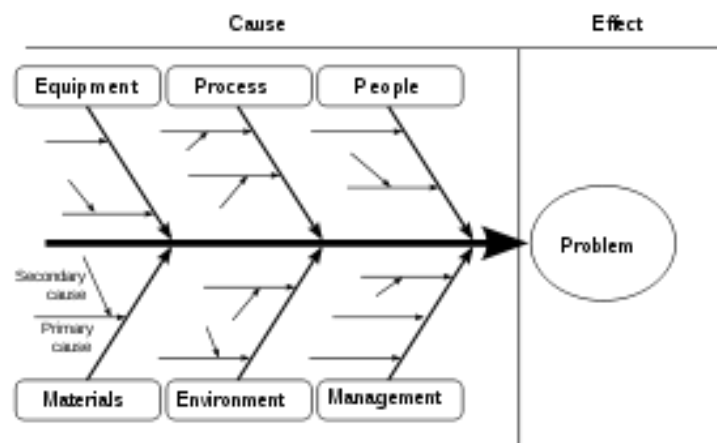 Cause
Effect
Equipment
Process
People
Problem
Secondary
cause
Primary
cause
Materials
Environment
Management